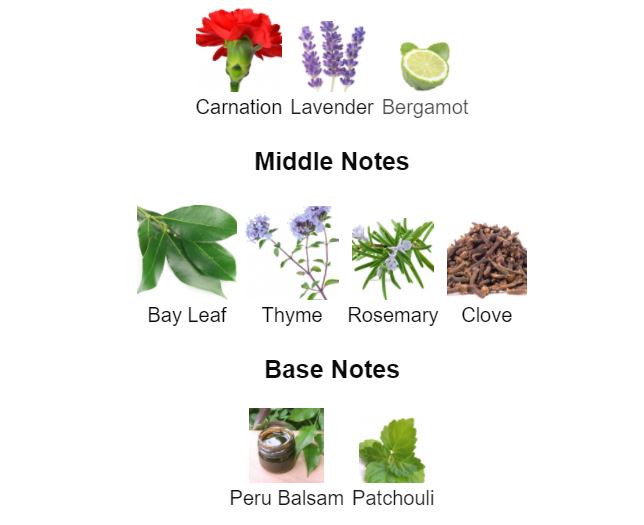 Carnation Lavender Bergamot
Middle Notes
Bay Leaf Thyme Rosemary Clove
Base Notes
Peru Balsam Patchouli